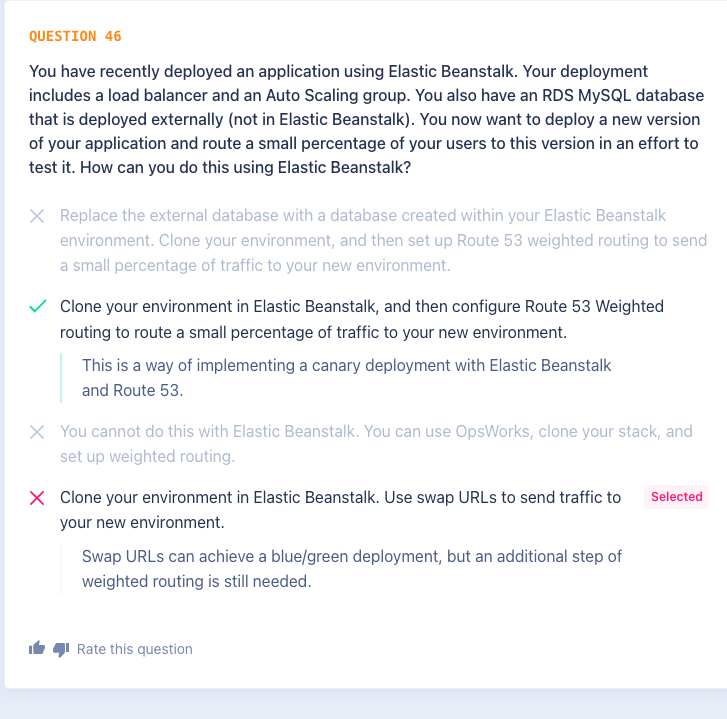 QUESTION 46
You have recently deployed an application using Elastic Beanstalk. Your deployment
includes a load balancer and an Auto Scaling group. You also have an RDS MySQL database
that is deployed externally (not in Elastic Beanstalk). You now want to deploy a new version
of your application and route a small percentage of your users to this version in an effort to
test it. How can you do this using Elastic Beanstalk?
Replace the external database with a database created within your Elastic Beanstalk
environment. Clone your environment, and then set up Route 53 weighted routing to send
a small percentage of traffic to your new environment.
Clone your environment in Elastic Beanstalk, and then configure Route 53 Weighted
routing to route a small percentage of traffic to your new environment.
This is a way of implementing a canary deployment with Elastic Beanstalk
and Route 53.
You cannot do this with Elastic Beanstalk. You can use OpsWorks, clone your stack, and
set up weighted routing.
Clone your environment in Elastic Beanstalk. Use swap URLs to send traffic to
your new environment.
Selected
Swap URLs can achieve a blue/green deployment, but an additional step of
weighted routing is still needed.
Rate this question